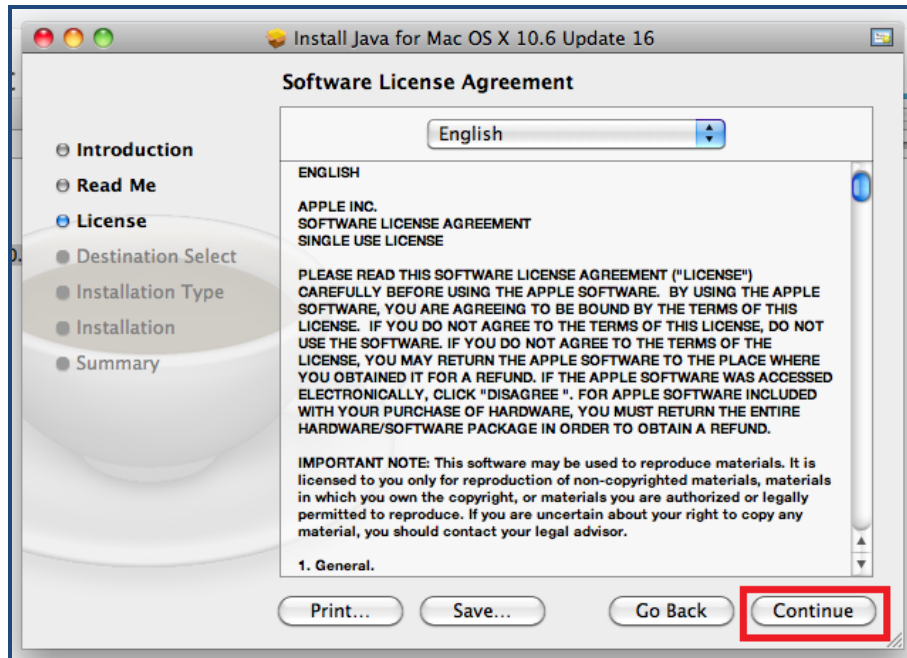 Install Java for Mac OS X 10.6 Update 16
Software License Agreement
English
Introduction
Read Me
License
Destination Select
Installation Type
Installation
Summary
ENGLISH
APPLE INC.
SOFTWARE LICENSE AGREEMENT
SINGLE USE LICENSE
PLEASE READ THIS SOFTWARE LICENSE AGREEMENT ("LICENSE")
CAREFULLY BEFORE USING THE APPLE SOFTWARE. BY USING THE APPLE
SOFTWARE, YOU ARE AGREEING TO BE BOUND BY THE TERMS OF THIS
LICENSE. IF YOU DO NOT AGREE TO THE TERMS OF THIS LICENSE, DO NOT
USE THE SOFTWARE. IF YOU DO NOT AGREE TO THE TERMS OF THE
LICENSE, YOU MAY RETURN THE APPLE SOFTWARE TO THE PLACE WHERE
YOU OBTAINED IT FOR A REFUND. IF THE APPLE SOFTWARE WAS ACCESSED
ELECTRONICALLY, CLICK "DISAGREE ". FOR APPLE SOFTWARE INCLUDED
WITH YOUR PURCHASE OF HARDWARE, YOU MUST RETURN THE ENTIRE
HARDWARE/SOFTWARE PACKAGE IN ORDER TO OBTAIN A REFUND.
IMPORTANT NOTE: This software may be used to reproduce materials. It is
licensed to you only for reproduction of non-copyrighted materials, materials
in which you own the copyright, or materials you are authorized or legally
permitted to reproduce. If you are uncertain about your right to copy any
material, you should contact your legal advisor.
1. General.
Print...
Save...
Go Back
Continue